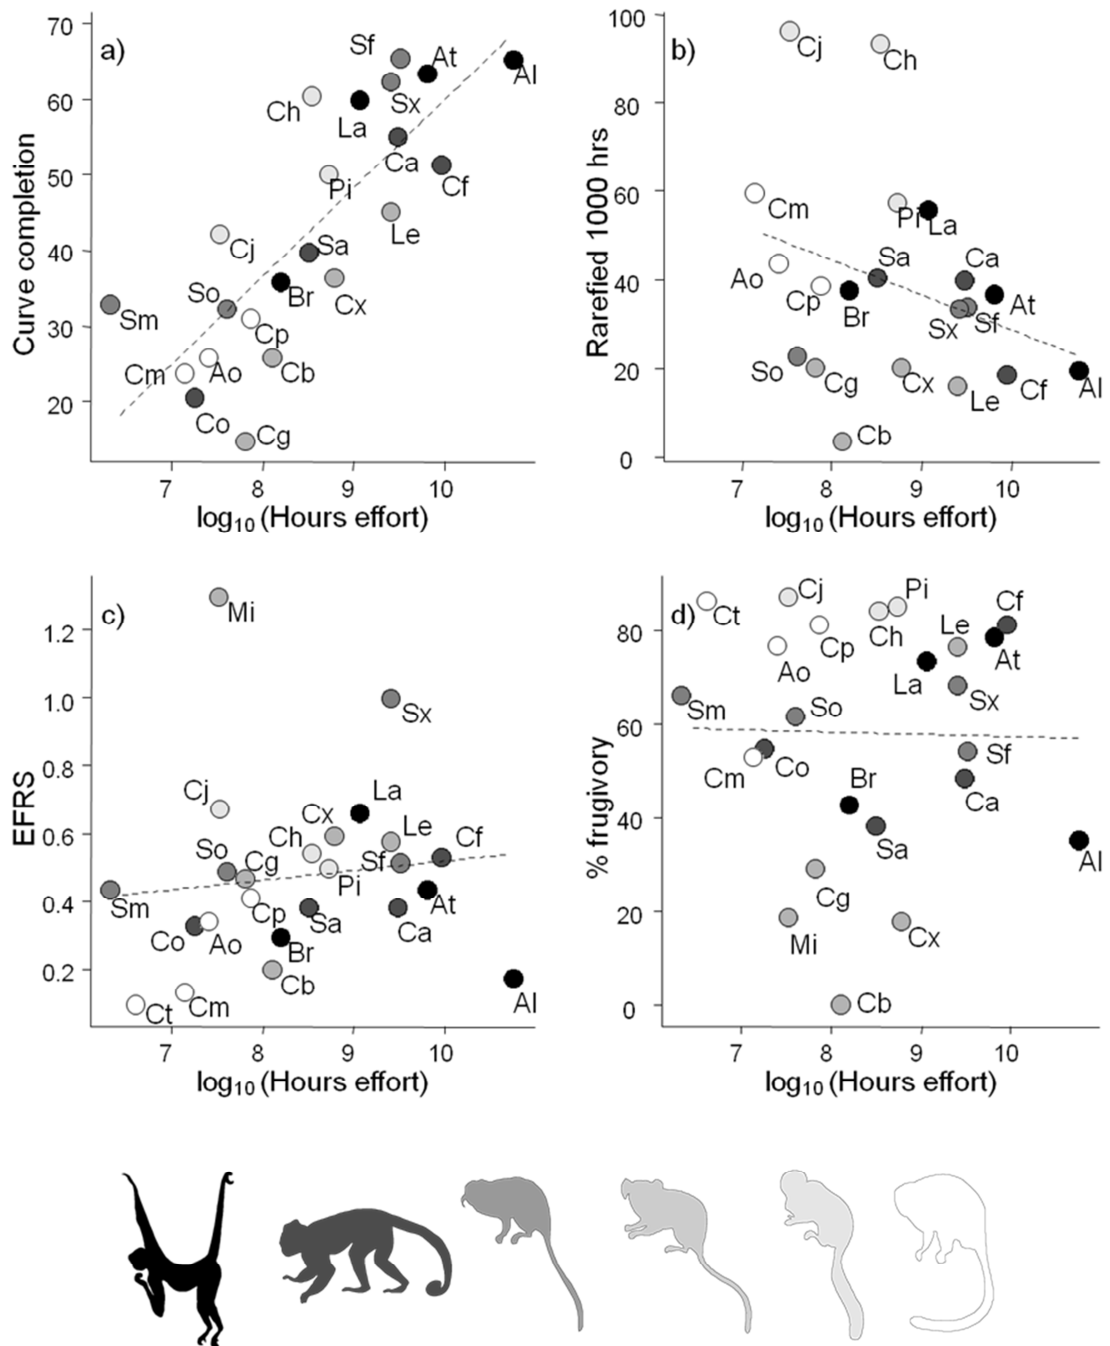 a)
Curve completion
70
60
50
40
30
20
Sf
At
Al
Sx
Ch
La
Ca
Cf
Pi
Le
Cj
Sa
So
Br
Cx
Sm
Cp
Cm
Ao
Cb
Co
Cg
7 8 9 10
log10 (Hours effort)
b)
Rarefied 1000 hrs
100
80
60
40
20
0
Cj
Ch
Cm
Pi
La
Sa
Ca
Ao
Cp
Br
At
Sx
Sf
So
Cg
Cx
Le
Cf
Al
Cb
7 8 9 10
log10 (Hours effort)
c)
EFRS
1.2
1.0
0.8
0.6
0.4
0.2
Mi
Sx
Cj
La
Cx
Le
Ch
Cf
So
Cg
Sf
Pi
Sm
Cp
At
Co
Ao
Sa
Ca
Br
Cb
Al
Ct
Cm
7 8 9 10
log10 (Hours effort)
d)
% frugivory
80
60
40
20
0
Ct
Cj
Pi
Cf
Ao
Cp
Ch
Le
At
La
Sm
So
Sx
Cm
Co
Sf
Br
Ca
Sa
Al
Cg
Mi
Cx
Cb
7 8 9 10
log10 (Hours effort)